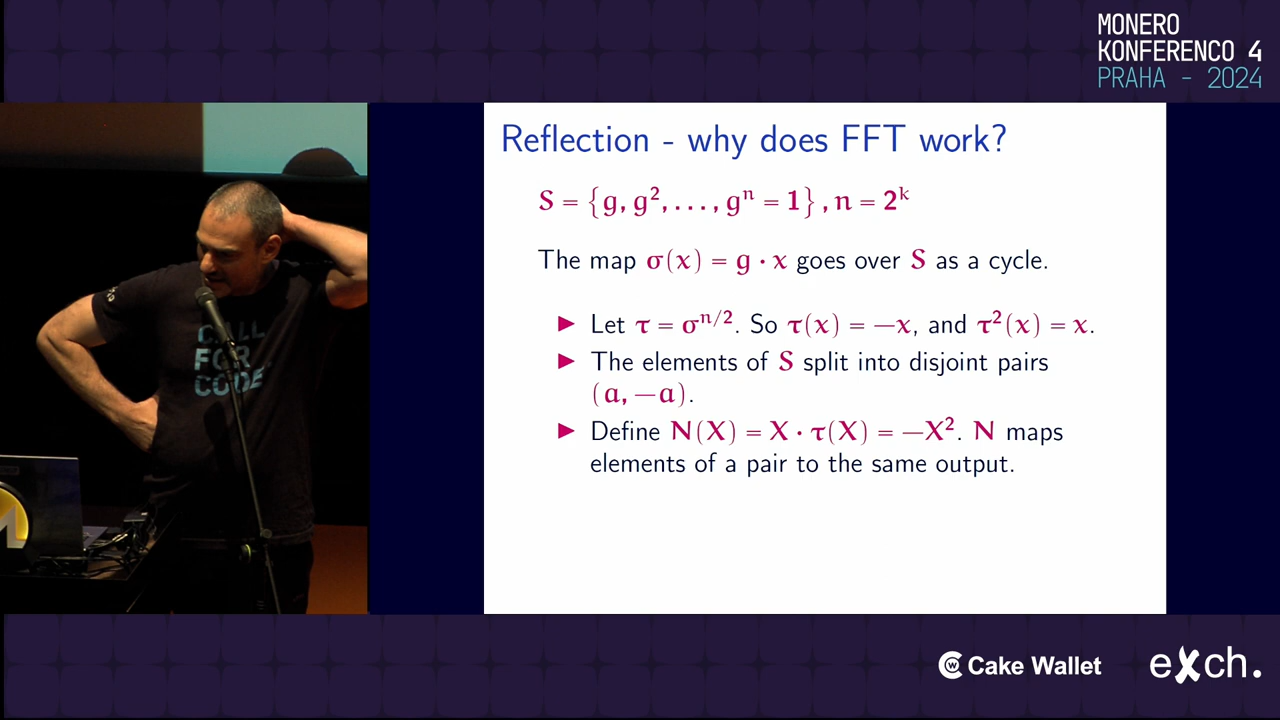 MONERO
KONFERENCO 4
PRAHA - 2024
Reflection - why does FFT work?
S = {g, g², . . . , gⁿ = 1} , n = 2ᵏ
The map σ(x) = g · x goes over S as a cycle.
▶ Let τ = σⁿ/². So τ(x) = −x, and τ²(x) = x.
▶ The elements of S split into disjoint pairs
(a, −a).
▶ Define N(X) = X · τ(X) = −X². N maps
elements of a pair to the same output.
CALL
FOR
CODE
Cake Wallet
exch.